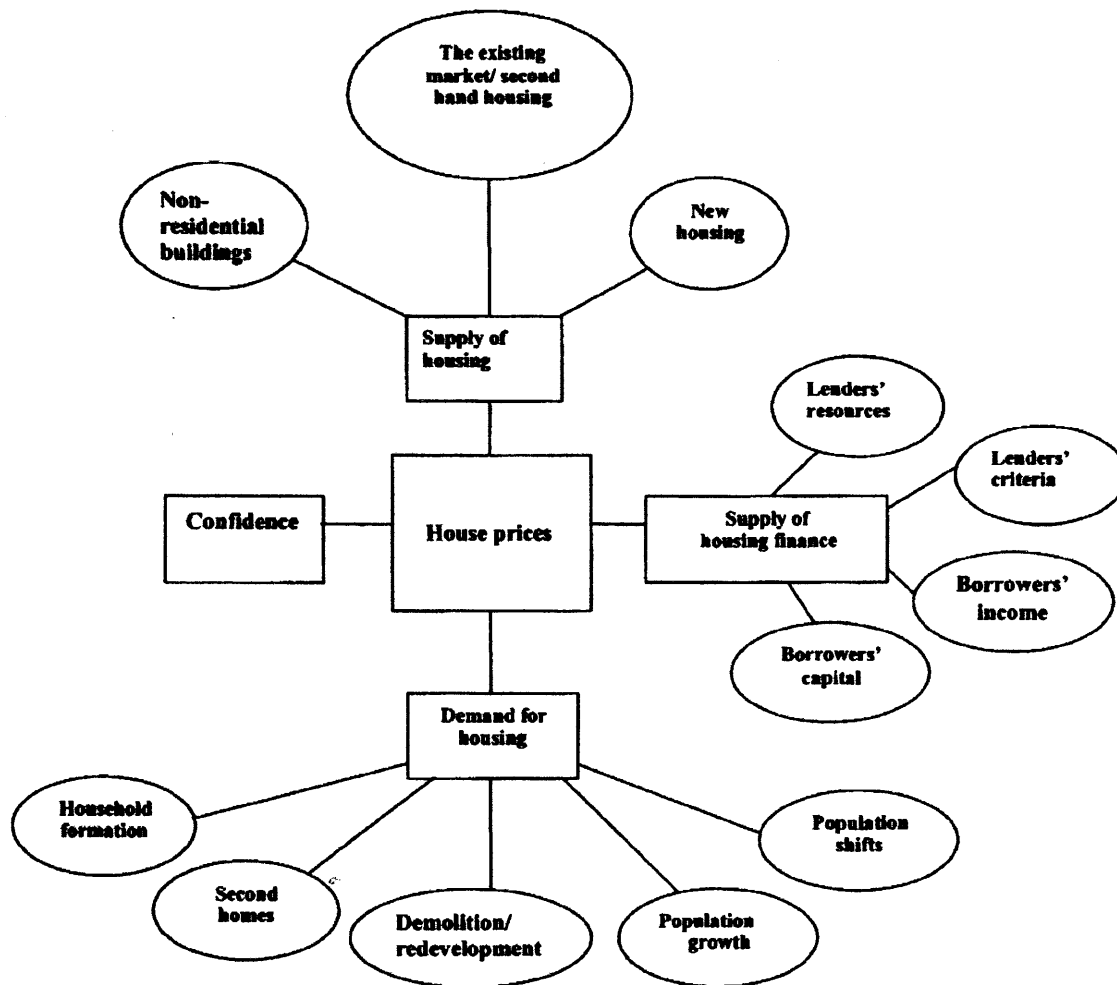 The existing
market/ second
hand housing
Non-
residential
buildings
New
housing
Supply of
housing
Lenders'
resources
Lenders'
criteria
Confidence
House prices
Supply of
housing finance
Borrowers'
income
Borrowers'
capital
Demand for
housing
Household
formation
Population
shifts
Second
homes
Demolition/
redevelopment
Population
growth